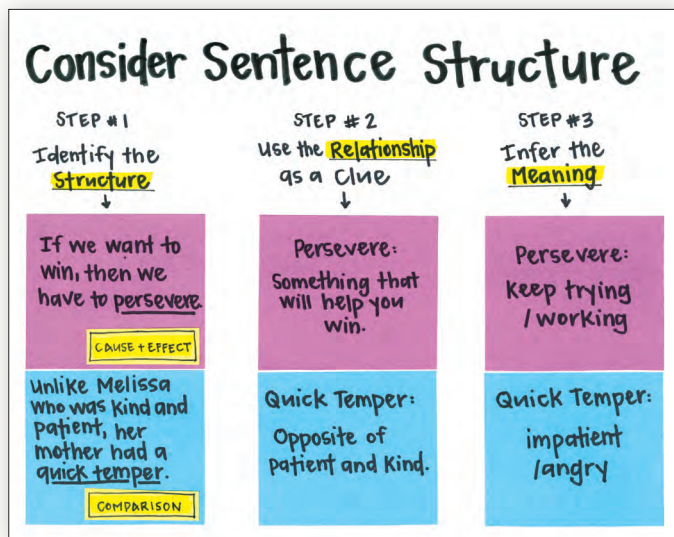 Consider Sentence Structure
STEP #1
Identify the
Structure
If we want to
win, then we
have to persevere.
CAUSE + EFFECT
Unlike Melissa
who was kind and
patient, her
mother had a
quick temper.
COMPARISON
STEP #2
Use the Relationship
as a Clue
Persevere:
Something that
will help you
win.
Quick Temper:
Opposite of
patient and kind.
STEP #3
Infer the
Meaning
Persevere:
Keep trying
/working
Quick Temper:
impatient
/angry